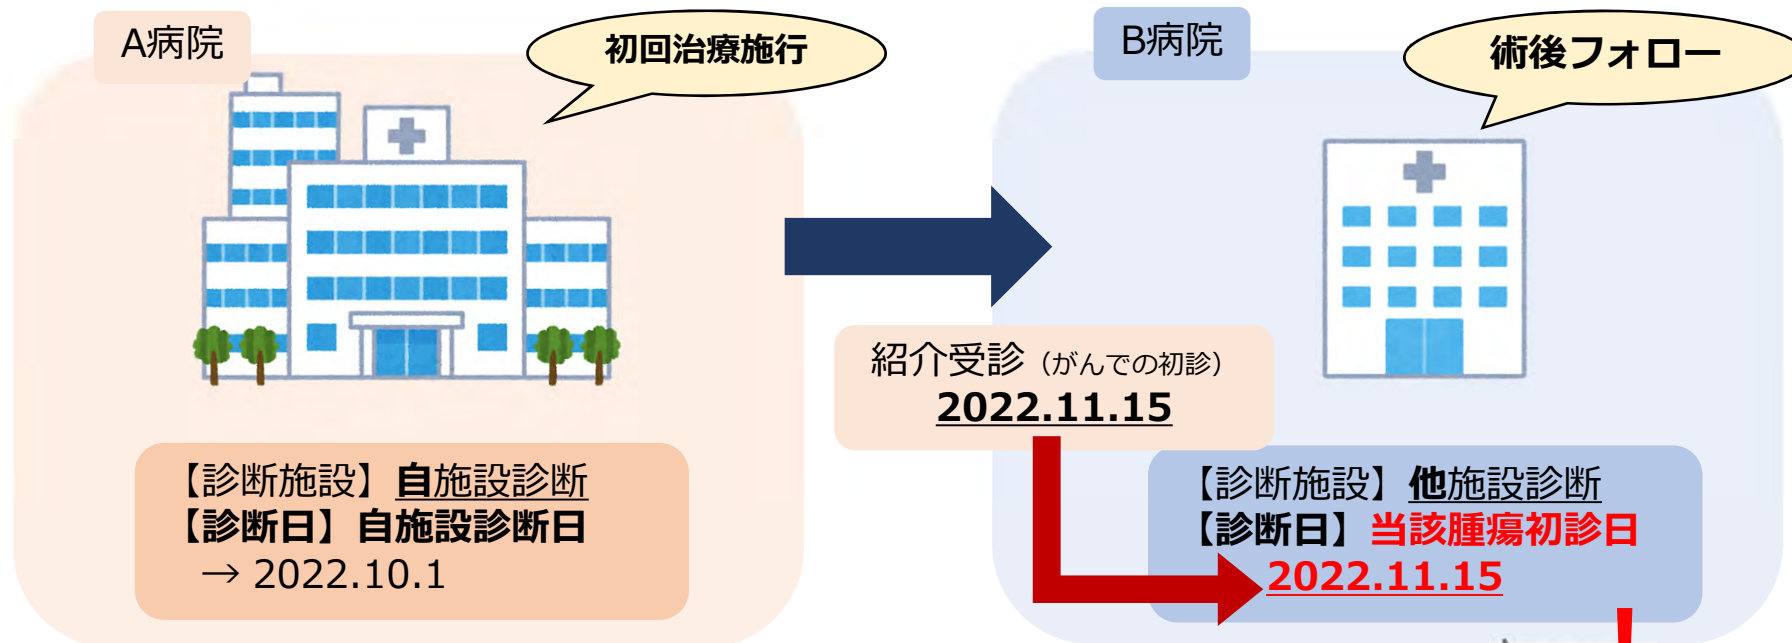 A病院
初回治療施行
B病院
術後フォロー
紹介受診（がんでの初診）
2022.11.15
【診断施設】自施設診断
【診断日】自施設診断日
→ 2022.10.1
【診断施設】他施設診断
【診断日】当該腫瘍初診日
2022.11.15
!